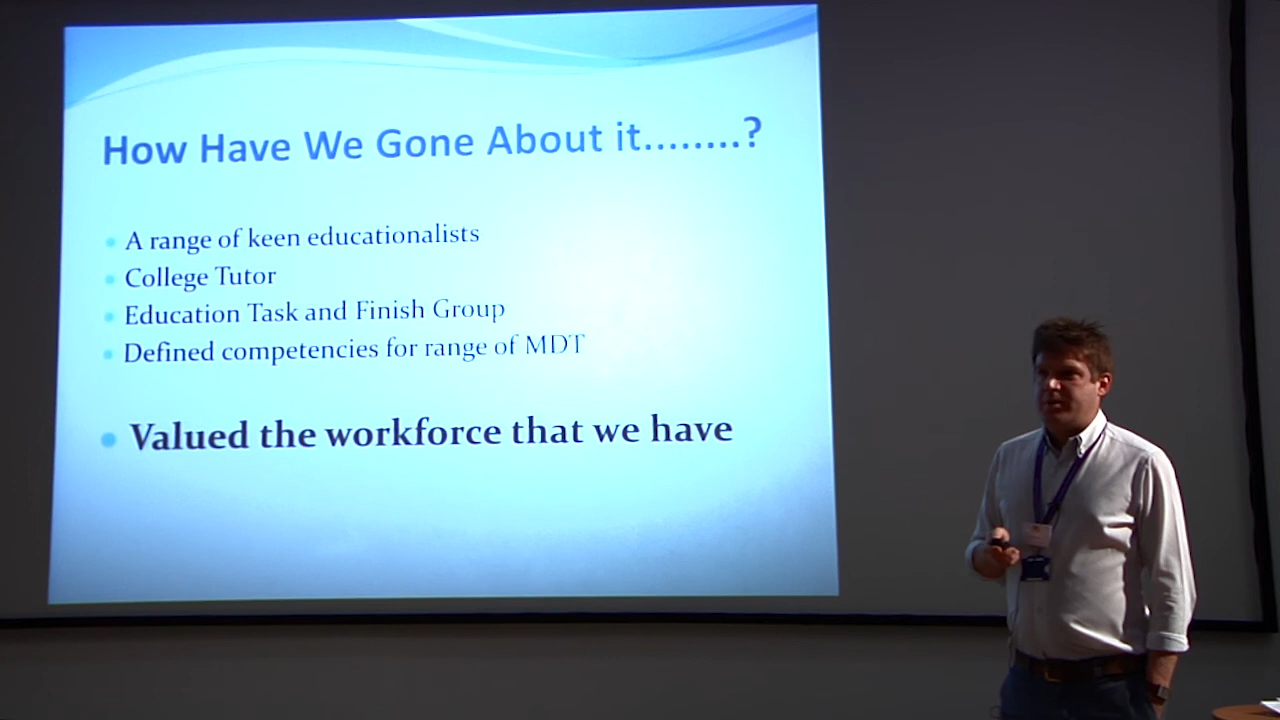 How Have We Gone About it........?
A range of keen educationalists
College Tutor
Education Task and Finish Group
Defined competencies for range of MDT
Valued the workforce that we have